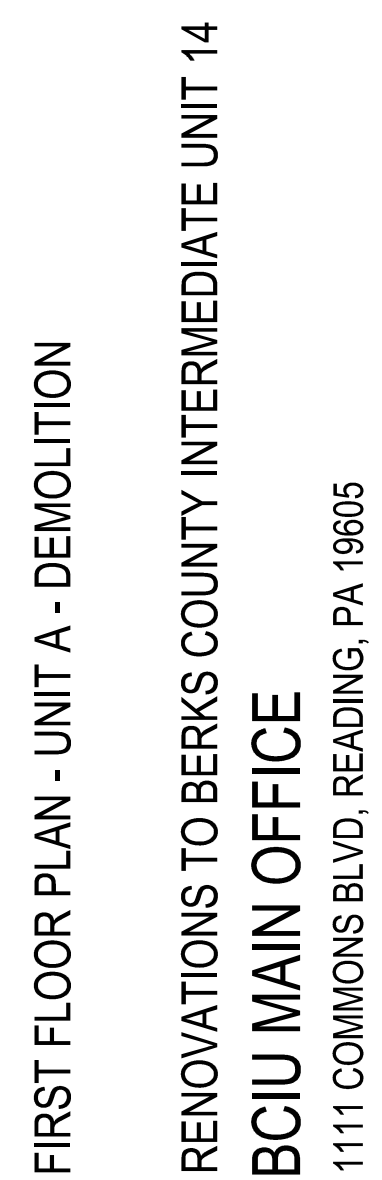 FIRST FLOOR PLAN - UNIT A - DEMOLITION
RENOVATIONS TO BERKS COUNTY INTERMEDIATE UNIT 14
BCIU MAIN OFFICE
1111 COMMONS BLVD, READING, PA 19605